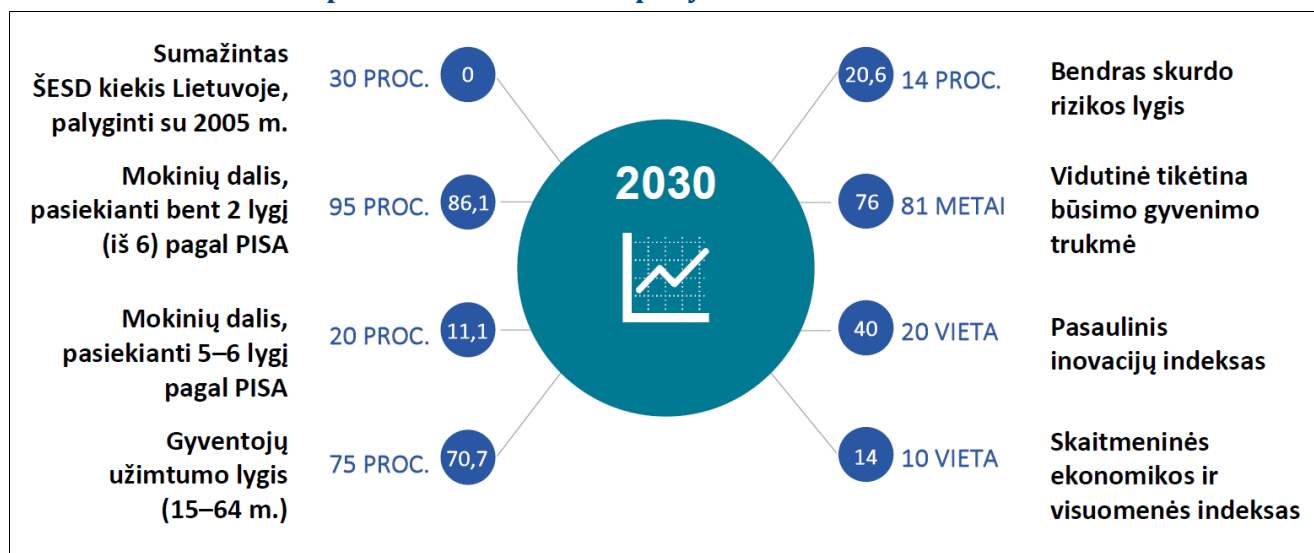 Sumažintas
ŠESD kiekis Lietuvoje,
palyginti su 2005 m.
30 PROC.
0
Mokinių dalis,
pasiekianti bent 2 lygį
(iš 6) pagal PISA
95 PROC.
86,1
Mokinių dalis,
pasiekianti 5–6 lygį
pagal PISA
20 PROC.
11,1
Gyventojų
užimtumo lygis
(15–64 m.)
75 PROC.
70,7
2030
20,6
14 PROC.
Bendras skurdo
rizikos lygis
76
81 METAI
Vidutinė tikėtina
būsimo gyvenimo
trukmė
40
20 VIETA
Pasaulinis
inovacijų indeksas
14
10 VIETA
Skaitmeninės
ekonomikos ir
visuomenės indeksas